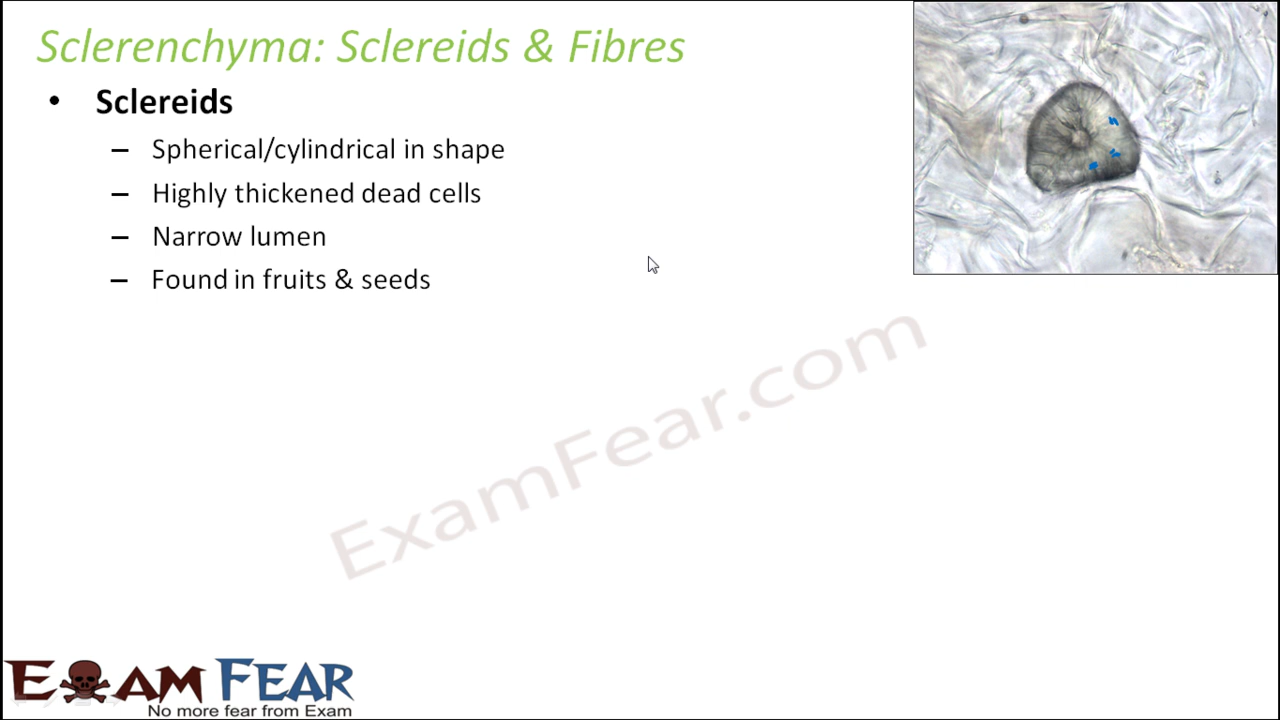 Sclerenchyma: Sclereids & Fibres
• Sclereids
– Spherical/cylindrical in shape
– Highly thickened dead cells
– Narrow lumen
– Found in fruits & seeds
ExamFear.com
EXAM FEAR
No more fear from Exam